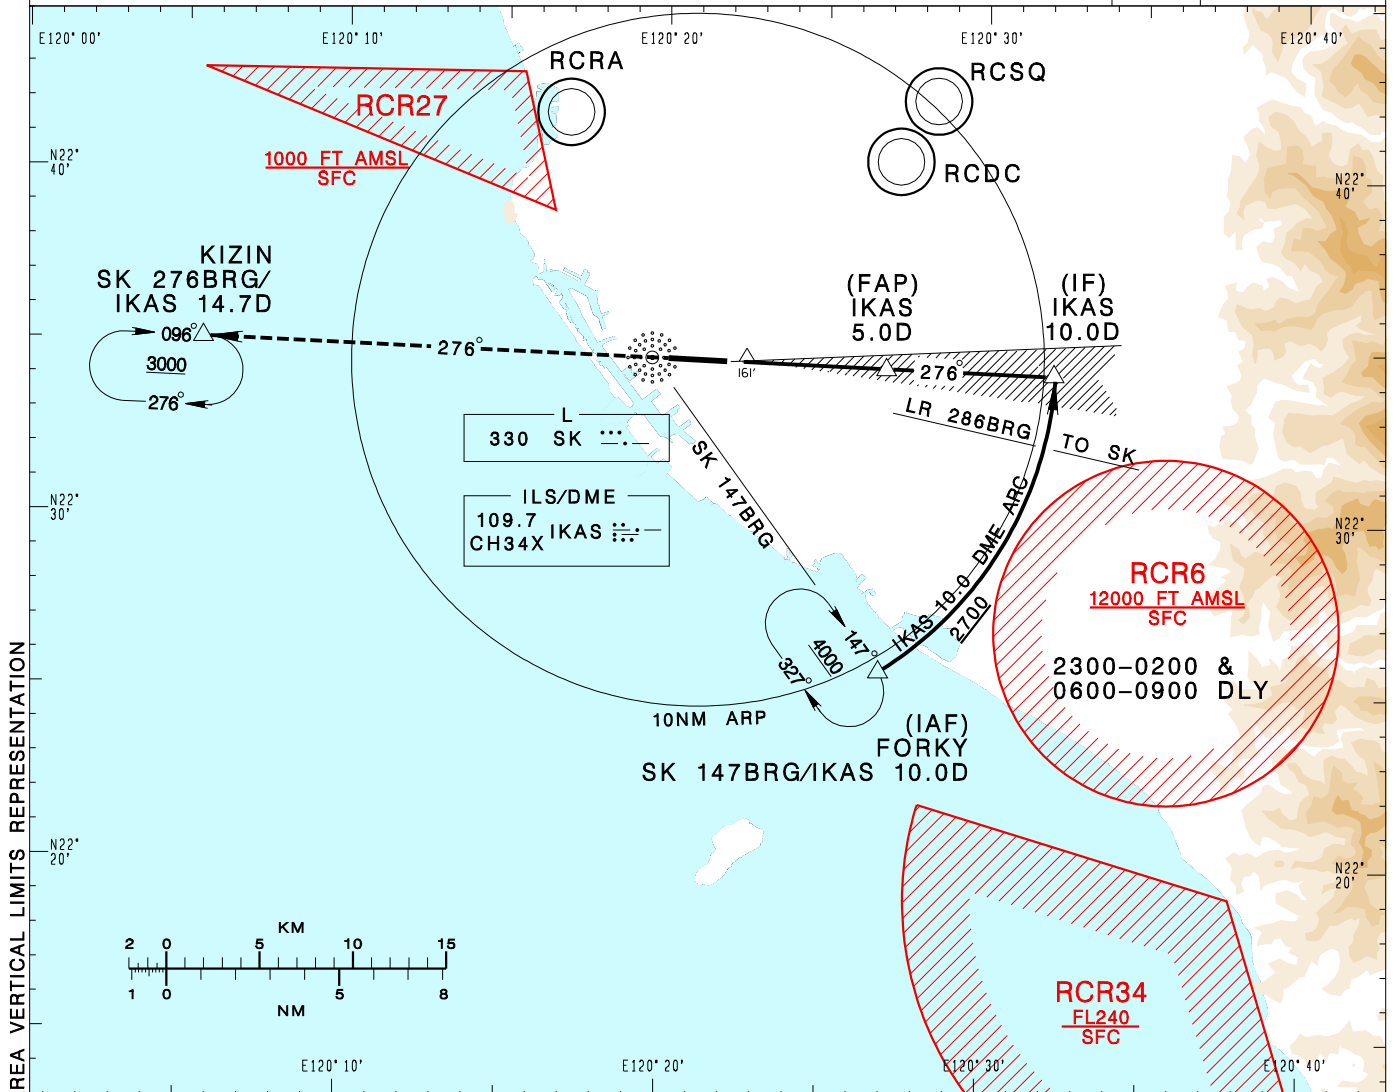 E120° 00'
E120° 10'
E120° 20'
E120° 30'
E120° 40'
RCRA
RCSQ
RCDC
RCR27
1000 FT AMSL
SFC
N22°
40'
N22°
40'
KIZIN
SK 276BRG/
IKAS 14.7D
096°
3000
276°
276°
161'
(FAP)
IKAS
5.0D
(IF)
IKAS
10.0D
276°
LR 286BRG TO SK
L
330 SK
ILS/DME
109.7
CH34X
IKAS
SK 147BRG
N22°
30'
N22°
30'
IKAS 10.0 DME ARC
2700
RCR6
12000 FT AMSL
SFC
2300-0200 &
0600-0900 DLY
147°
4000
327°
10NM ARP
(IAF)
FORKY
SK 147BRG/IKAS 10.0D
N22°
20'
N22°
20'
KM
2 0 5 10 15
1 0 5 8
NM
RCR34
FL240
SFC
E120° 10'
E120° 20'
E120° 30'
E120° 40'
REA VERTICAL LIMITS REPRESENTATION